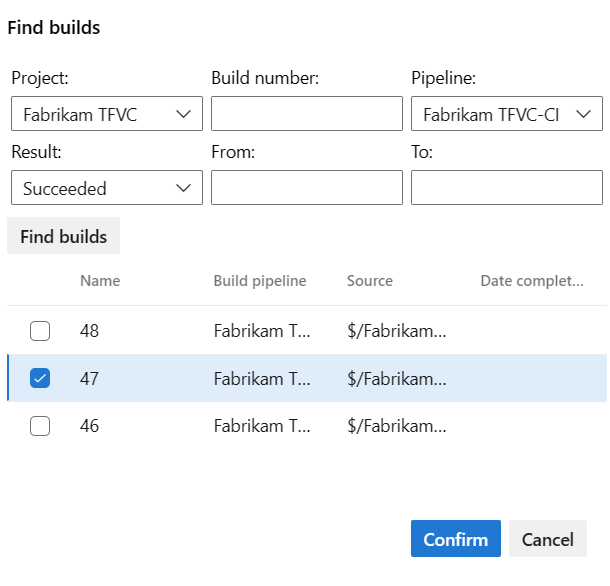 Find builds
Project: Build number: Pipeline:
Fabrikam TFVC Fabrikam TFVC-CI
Result: From: To:
Succeeded
Find builds
Name Build pipeline Source Date complet...
48 Fabrikam T... $/Fabrikam...
47 Fabrikam T... $/Fabrikam...
46 Fabrikam T... $/Fabrikam...
Confirm Cancel